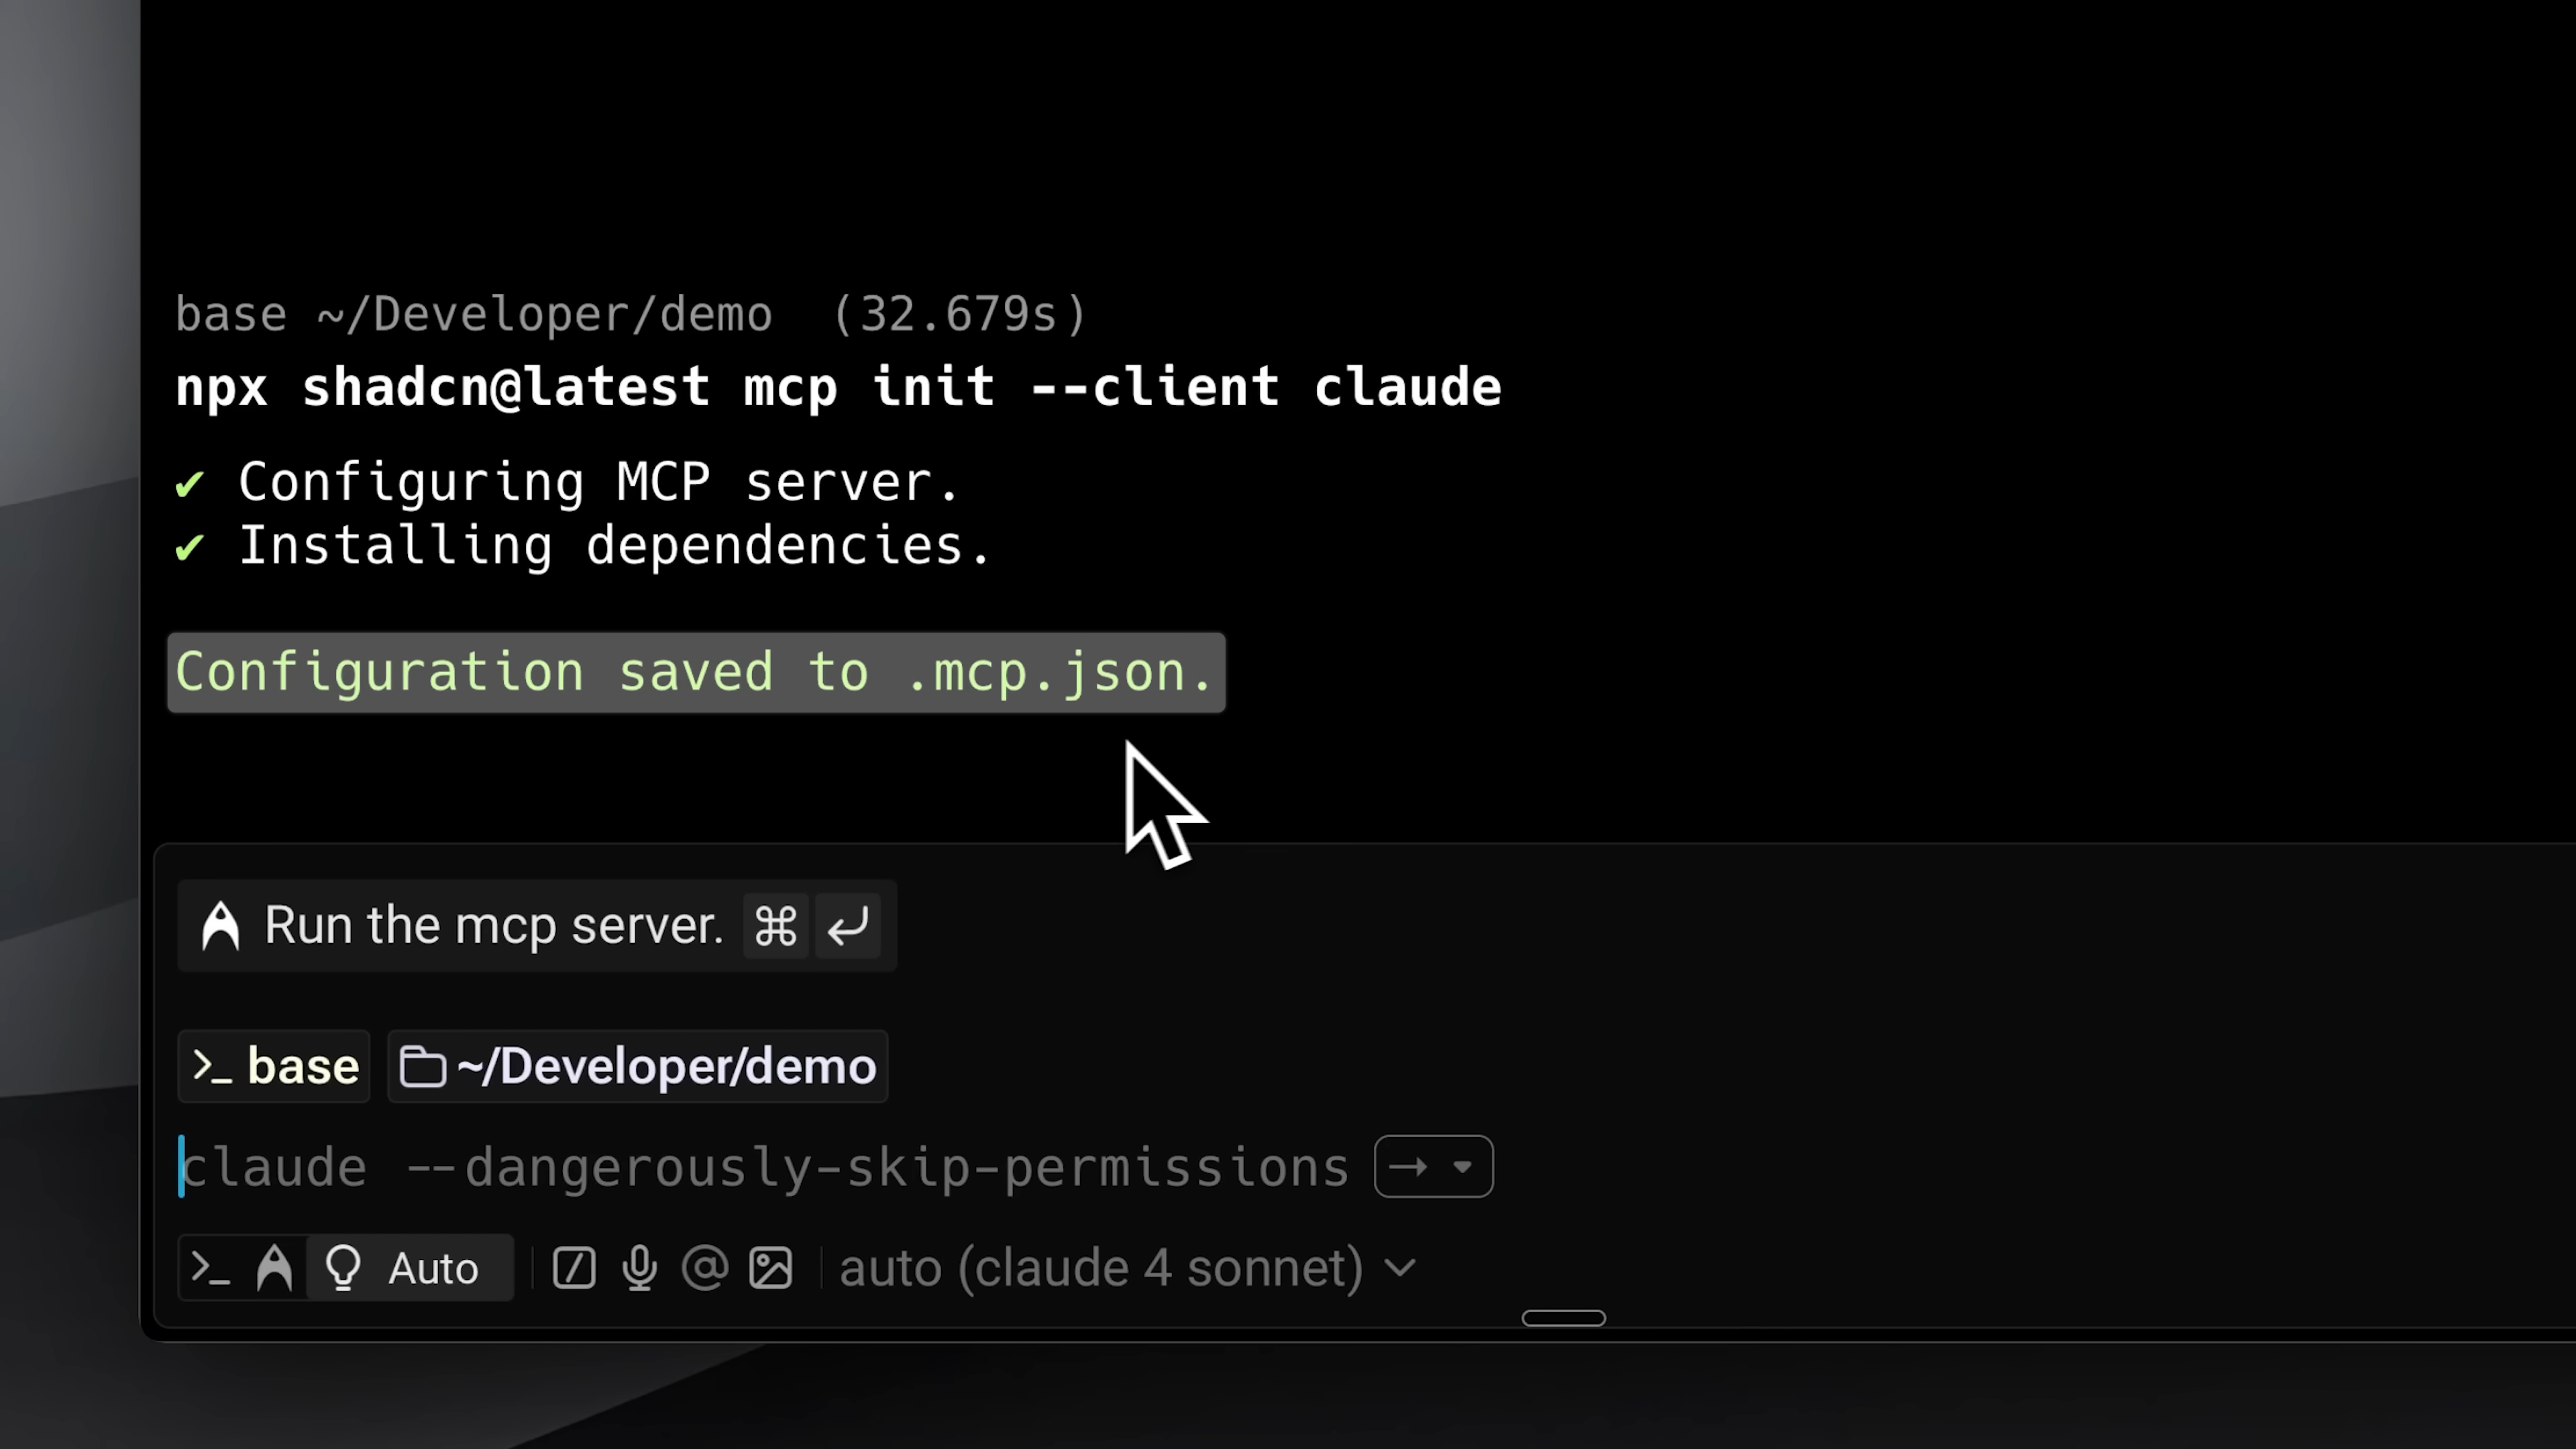 base ~/Developer/demo (32.679s)
npx shadcn@latest mcp init --client claude
✔ Configuring MCP server.
✔ Installing dependencies.
Configuration saved to .mcp.json.
Run the mcp server. ⌘ ↵
>_ base ~/Developer/demo
claude --dangerously-skip-permissions →
>_ Auto @ auto (claude 4 sonnet)